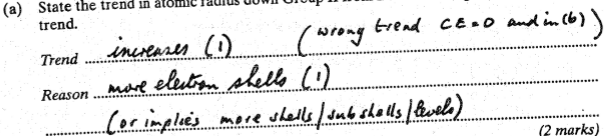 (a) State the trend in atomic radius down Group II
trend.
(wrong trend CE=0 and in (b))
Trend increases (1)
Reason more electron shells (1)
(or implies more shells/sub shells/levels)
(2 marks)